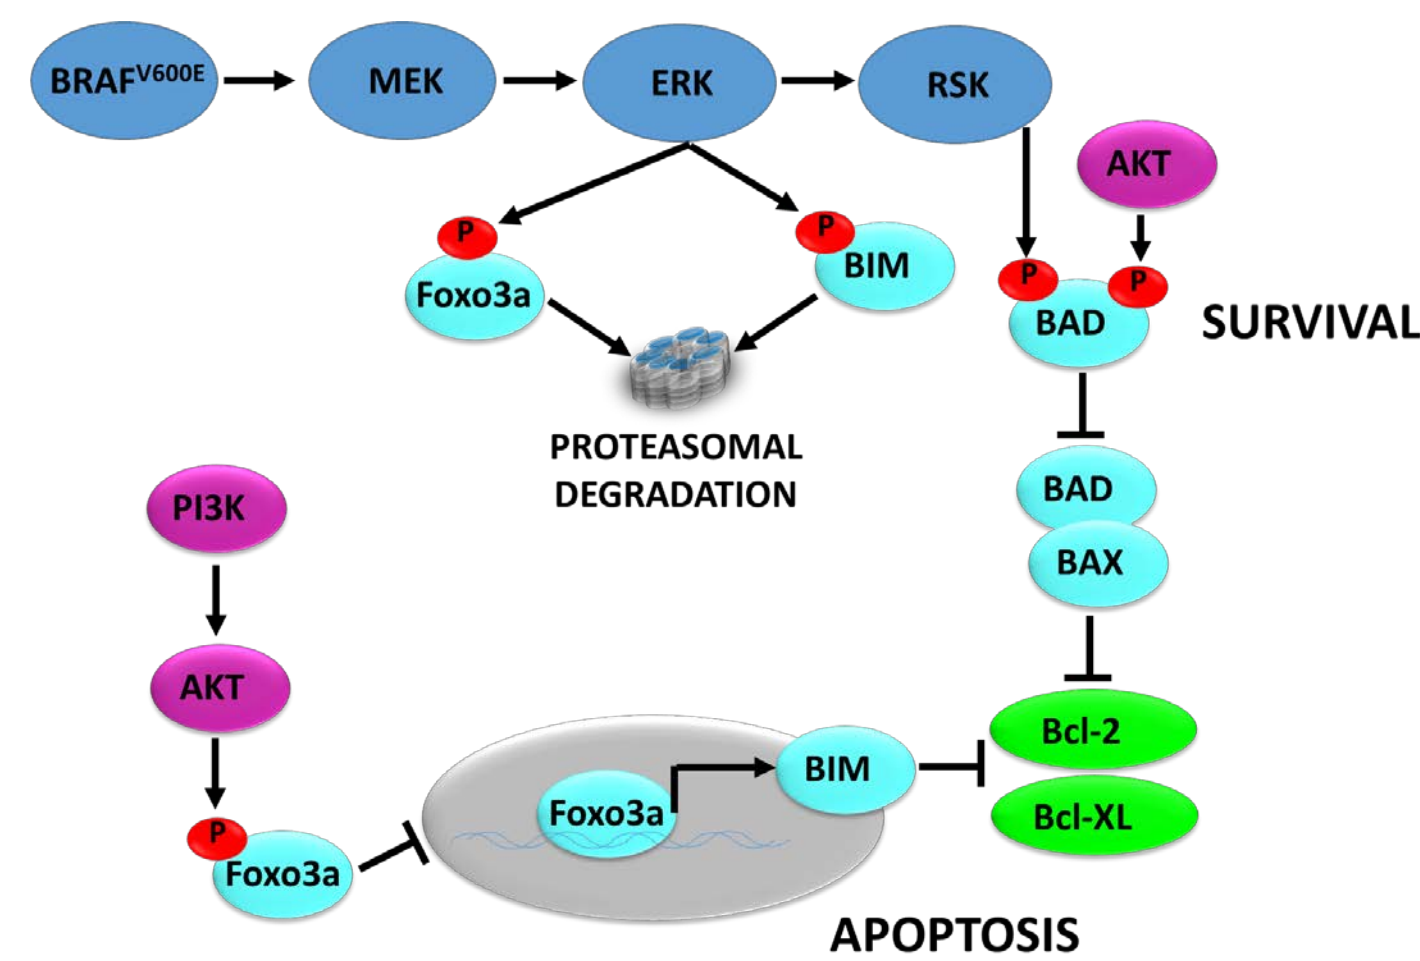 BRAFV600E
MEK
ERK
RSK
AKT
P
Foxo3a
P
BIM
P
P
BAD
SURVIVAL
PROTEASOMAL
DEGRADATION
BAD
BAX
PI3K
AKT
P
Foxo3a
Foxo3a
BIM
Bcl-2
Bcl-XL
APOPTOSIS